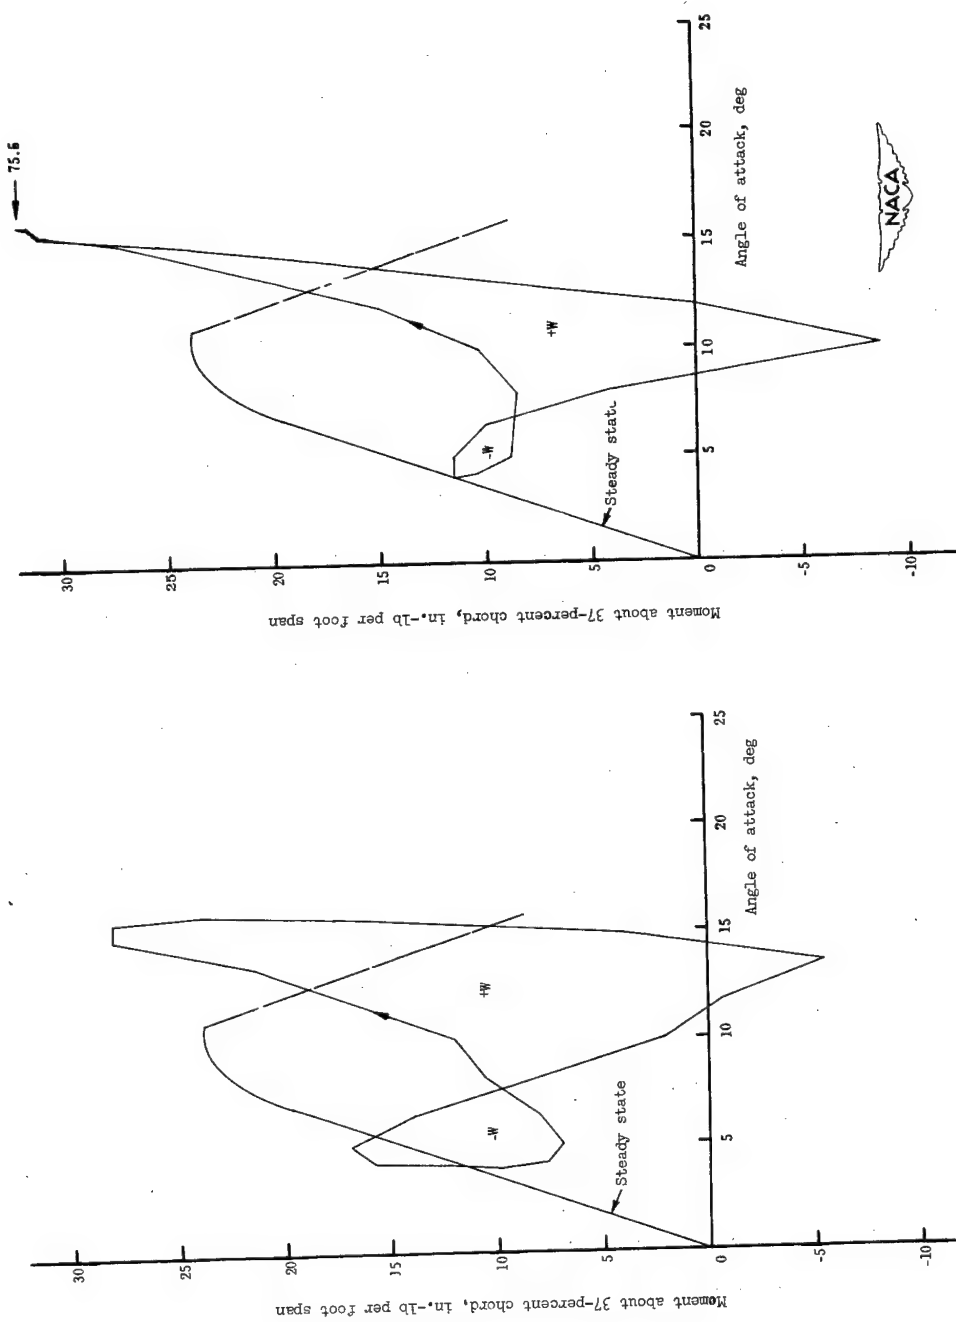 30
25
20
15
10
5
0
-5
-10
Moment about 37-percent chord, in.-lb per foot span
5
10
15
20
25
Angle of attack, deg
Steady state
-W
+W
30
25
20
15
10
5
0
-5
-10
Moment about 37-percent chord, in.-lb per foot span
5
10
15
20
25
Angle of attack, deg
Steady state
-W
+W
75.6
NACA